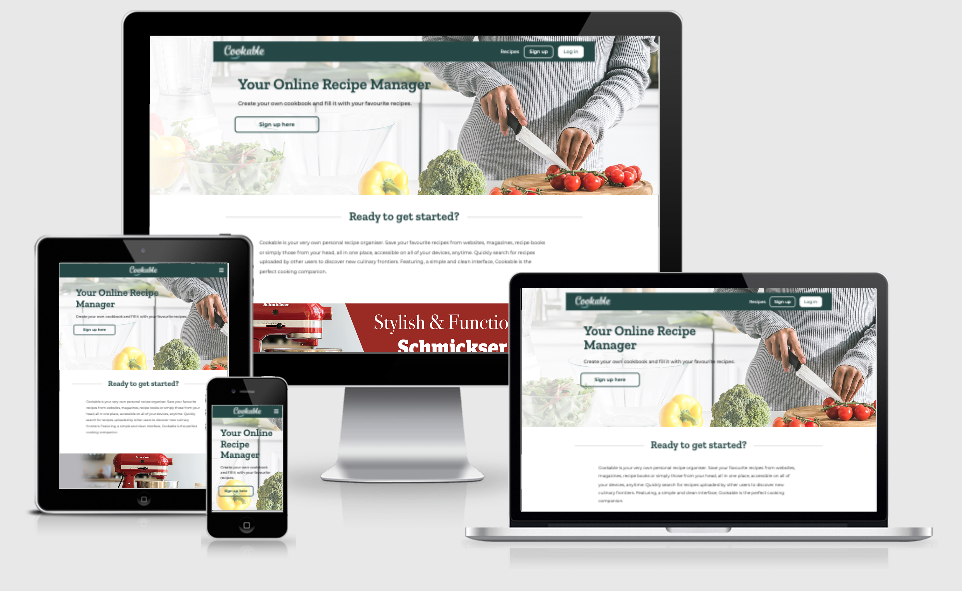 Cookable
Recipes
Sign up
Log in
Your Online Recipe Manager
Create your own cookbook and fill it with your favourite recipes.
Sign up here
Ready to get started?
Cookable is your very own personal recipe organiser. Save your favourite recipes from websites, magazines, recipe books
or simply those from your head, all in one place, accessible on all of your devices, anytime. Quickly search for recipes
uploaded by other users to discover new culinary frontiers. Featuring, a simple and clean interface, Cookable is the
perfect cooking companion.
Stylish & Functio
Schmickser
Cookable
Your Online Recipe
Manager
Create your own cookbook and fill it with your favourite recipes.
Sign up here
Ready to get started?
Cookable is your very own personal recipe organiser. Save your favourite
recipes from websites, magazines, recipe books or simply those from your
head, all in one place, accessible on all of your devices, anytime. Quickly
search for recipes uploaded by other users to discover new culinary
frontiers. Featuring, a simple and clean interface, Cookable is the perfect
cooking companion.
Cookable
Your Online
Recipe
Manager
Create your own cookbook
and fill it with your favourite
recipes.
Sign up here
Cookable
Recipes
Sign up
Log in
Your Online Recipe
Manager
Create your own cookbook and fill it with your favourite recipes.
Sign up here
Ready to get started?
Cookable is your very own personal recipe organiser. Save your favourite recipes from websites,
magazines, recipe books or simply those from your head, all in one place, accessible on all of
your devices, anytime. Quickly search for recipes uploaded by other users to discover new
culinary frontiers. Featuring, a simple and clean interface, Cookable is the perfect cooking
companion.